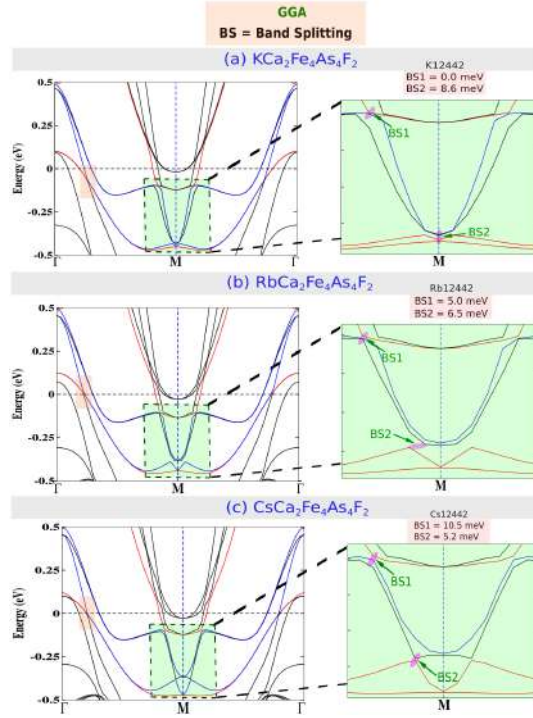 GGA
BS = Band Splitting
(a) KCa2Fe4As4F2
K12442
BS1 = 0.0 meV
BS2 = 8.6 meV
0.5
0.25
0
-0.25
-0.5
Energy (eV)
Γ
M
Γ
BS1
BS2
M
(b) RbCa2Fe4As4F2
Rb12442
BS1 = 5.0 meV
BS2 = 6.5 meV
0.5
0.25
0
-0.25
-0.5
Energy (eV)
Γ
M
Γ
BS1
BS2
M
(c) CsCa2Fe4As4F2
Cs12442
BS1 = 10.5 meV
BS2 = 5.2 meV
0.5
0.25
0
-0.25
-0.5
Energy (eV)
Γ
M
Γ
BS1
BS2
M